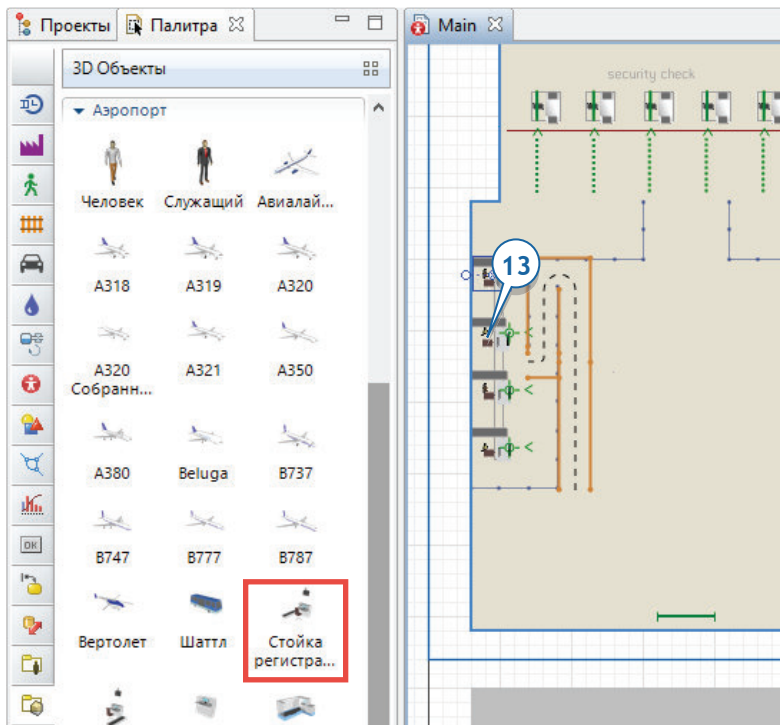 Проекты Палитра Main
3D Объекты
Аэропорт
Человек Служащий Авиалай...
A318 A319 A320
A320 A321 A350
Собранн...
A380 Beluga B737
B747 B777 B787
Вертолет Шаттл Стойка
регистра...
OK
security check
13